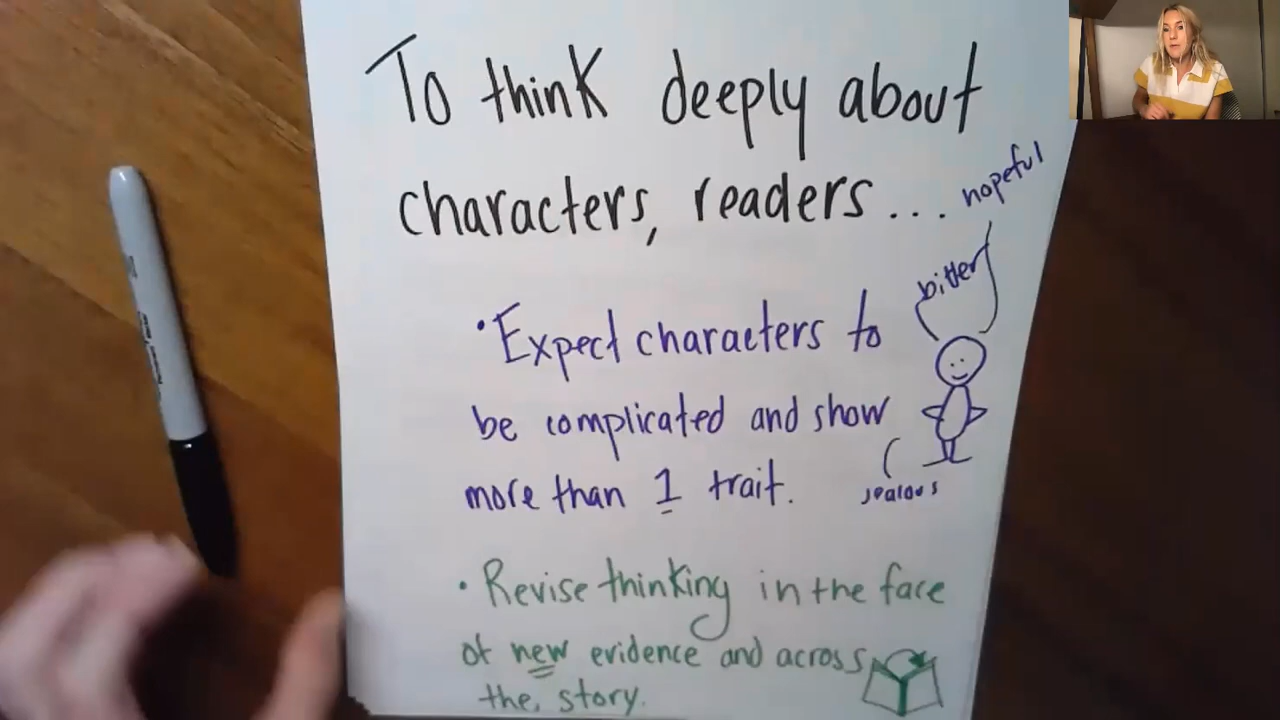 To think deeply about
characters, readers...
hopeful
bitter
• Expect characters to
be complicated and show
more than 1 trait.
jealous
• Revise thinking in the face
of new evidence and across
the story.